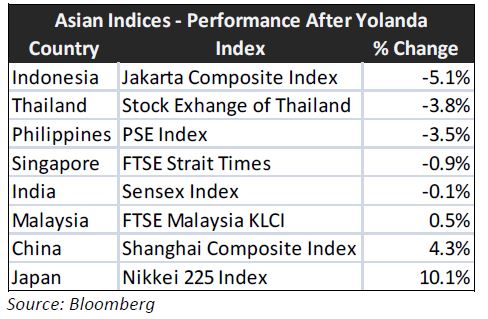 Asian Indices - Performance After Yolanda
Country Index % Change
Indonesia Jakarta Composite Index -5.1%
Thailand Stock Exhange of Thailand -3.8%
Philippines PSE Index -3.5%
Singapore FTSE Strait Times -0.9%
India Sensex Index -0.1%
Malaysia FTSE Malaysia KLCI 0.5%
China Shanghai Composite Index 4.3%
Japan Nikkei 225 Index 10.1%
Source: Bloomberg